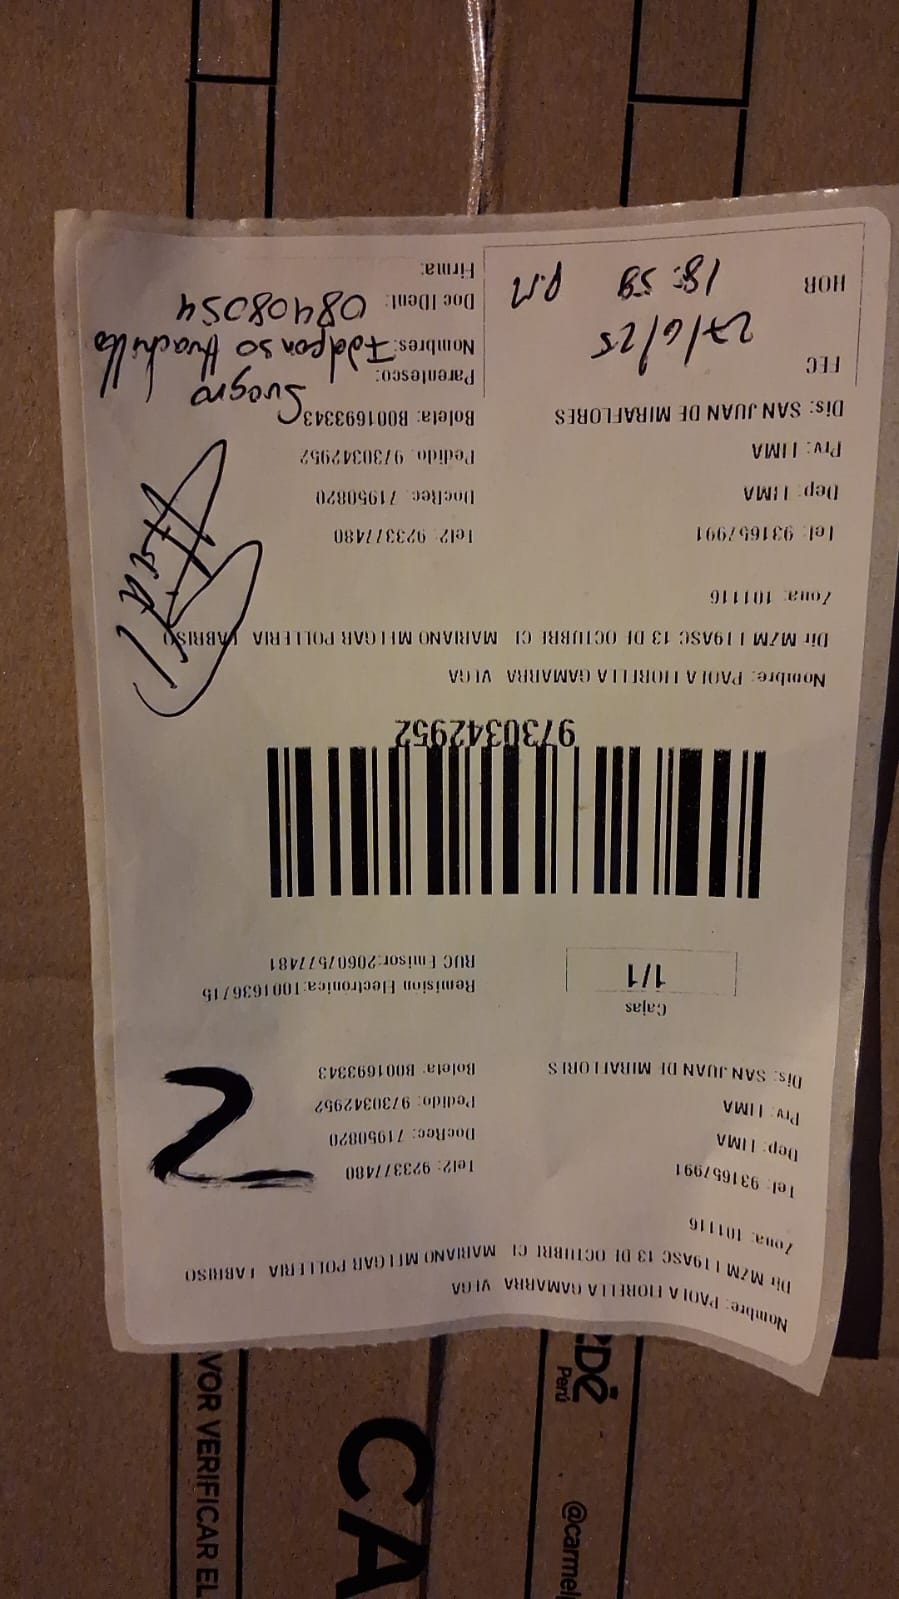 Nombre: PAOLA FIORELLA GAMARRA VEGA
Dir MZM L19ASC 13 DE OCTUBRE CL MARIANO MELGAR POLLERIA FABRISO
Zona: 101116
Tel: 931657991 Tel2: 923377480
Dep: LIMA DocRec: 71950820
Prv: LIMA Pedido: 9730342952
Dis: SAN JUAN DE MIRAFLORES Boleta: B001693343
2
Cajas
1/1
Remision Electrónica:1001636715
RUC Emisor:20607577481
9730342952
Nombre: PAOLA FIORELLA GAMARRA VEGA
Dir MZM L19ASC 13 DE OCTUBRE CL MARIANO MELGAR POLLERIA FABRISO
Zona: 101116
Tel: 931657991 Tel2: 923377480
Dep: LIMA DocRec: 71950820
Prv: LIMA Pedido: 9730342952
Dis: SAN JUAN DE MIRAFLORES Boleta: B001693343
FEC 27/6/25
HOR 18:59 P.M
Parentesco: Suegro
Nombres:
Doc IDent: 08408054
Firma:
VOR VERIFICAR EL
CA
Perú
@carmel